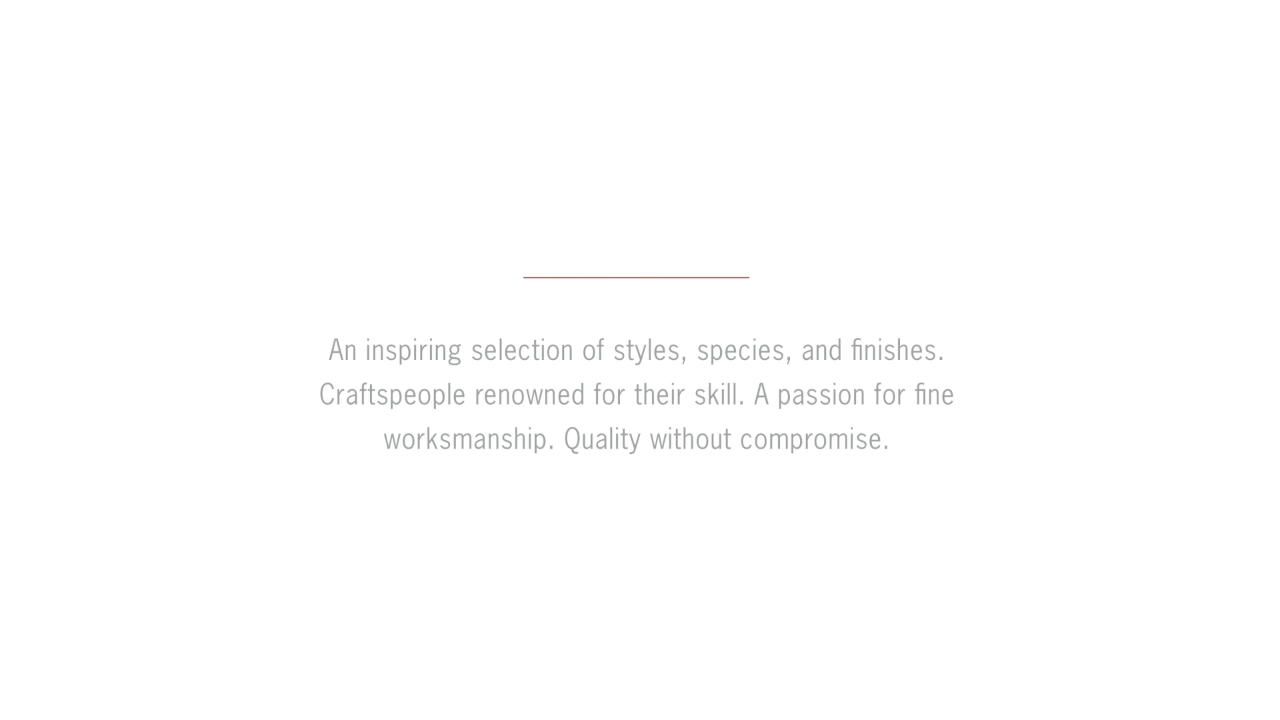 An inspiring selection of styles, species, and finishes.
Craftspeople renowned for their skill. A passion for fine
worksmanship. Quality without compromise.